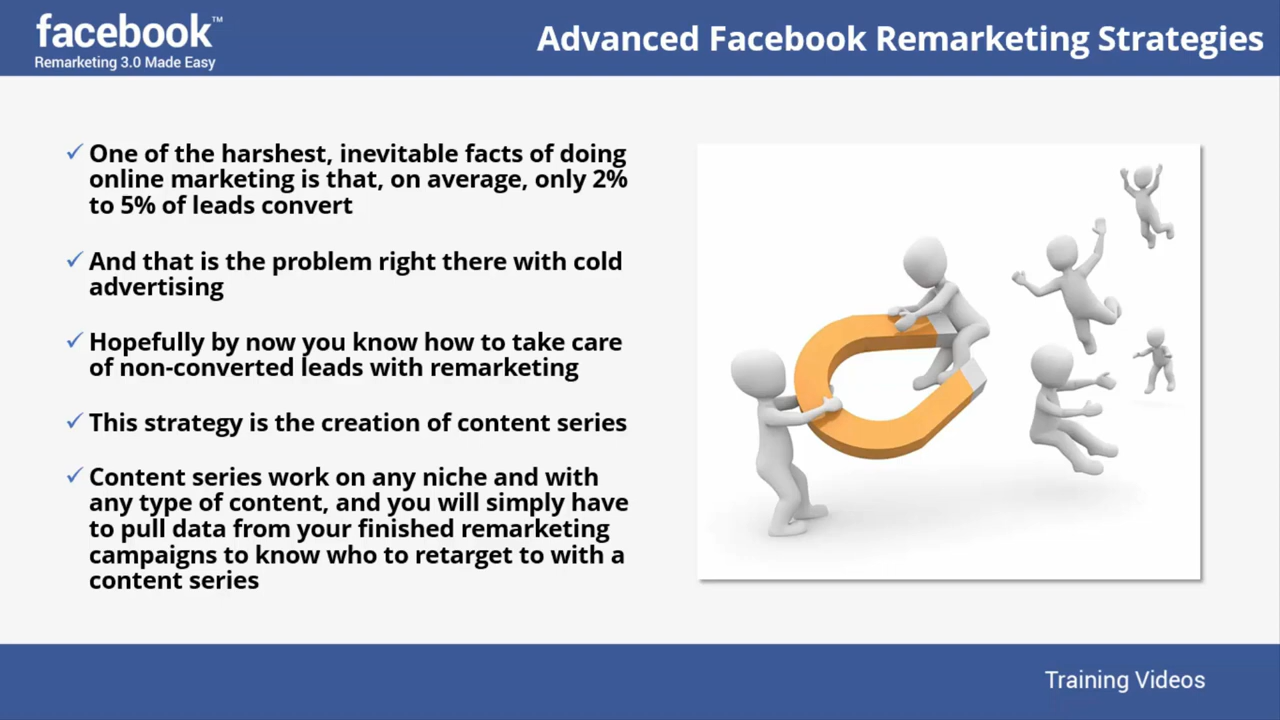 facebook™
Remarketing 3.0 Made Easy
Advanced Facebook Remarketing Strategies
✓ One of the harshest, inevitable facts of doing
online marketing is that, on average, only 2%
to 5% of leads convert
✓ And that is the problem right there with cold
advertising
✓ Hopefully by now you know how to take care
of non-converted leads with remarketing
✓ This strategy is the creation of content series
✓ Content series work on any niche and with
any type of content, and you will simply have
to pull data from your finished remarketing
campaigns to know who to retarget to with a
content series
Training Videos